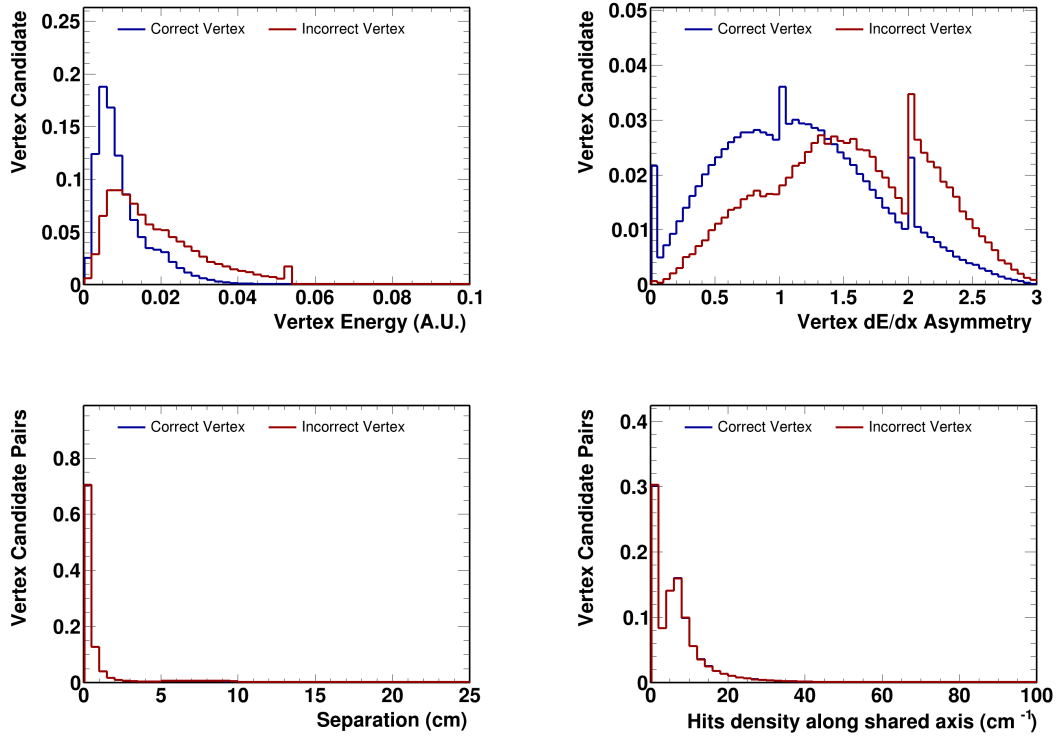 Vertex Candidate
0.25
0.2
0.15
0.1
0.05
0
Correct Vertex Incorrect Vertex
0 0.02 0.04 0.06 0.08 0.1
Vertex Energy (A.U.)
Vertex Candidate
0.05
0.04
0.03
0.02
0.01
0
Correct Vertex Incorrect Vertex
0 0.5 1 1.5 2 2.5 3
Vertex dE/dx Asymmetry
Vertex Candidate Pairs
0.8
0.6
0.4
0.2
0
Correct Vertex Incorrect Vertex
0 5 10 15 20 25
Separation (cm)
Vertex Candidate Pairs
0.4
0.3
0.2
0.1
0
Correct Vertex Incorrect Vertex
0 20 40 60 80 100
Hits density along shared axis (cm ⁻¹)